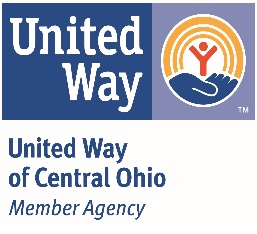 United
Way
TM
United Way
of Central Ohio
Member Agency